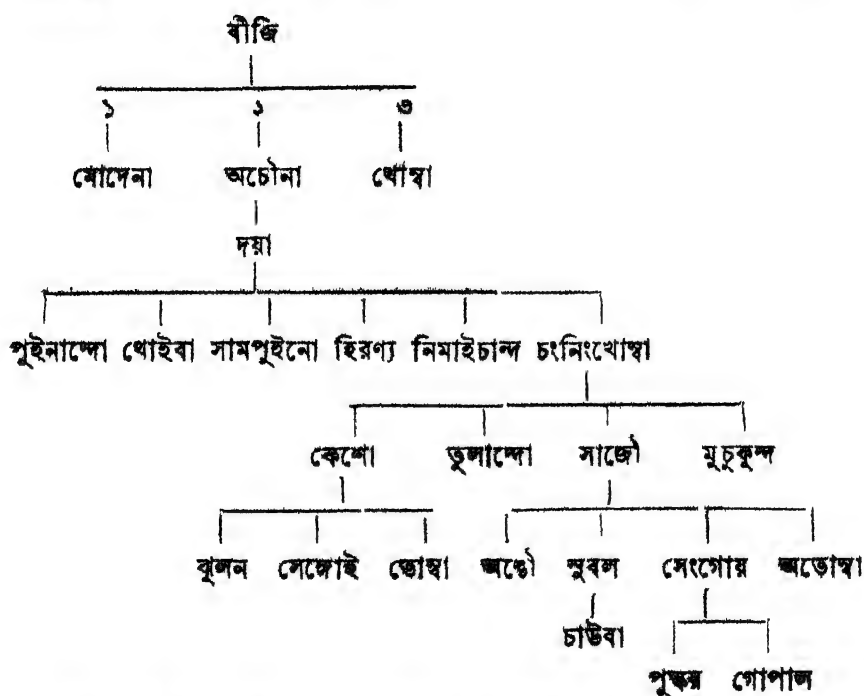 বীজি
১ ২ ৩
মোদেনা অচৌনা থোম্বা
দয়া
পুইনান্দো থোইবা সামপুইনো হিরণ্য নিমাইচান্দ চংনিংখোম্বা
কেশো তুলান্দো সাজৌ মুচুকুন্দ
ঝুলন সেঙ্গোই তোম্বা অঙৌ সুবল সেংগোয় অতোম্বা
চাউবা
পুষ্কর গোপাল